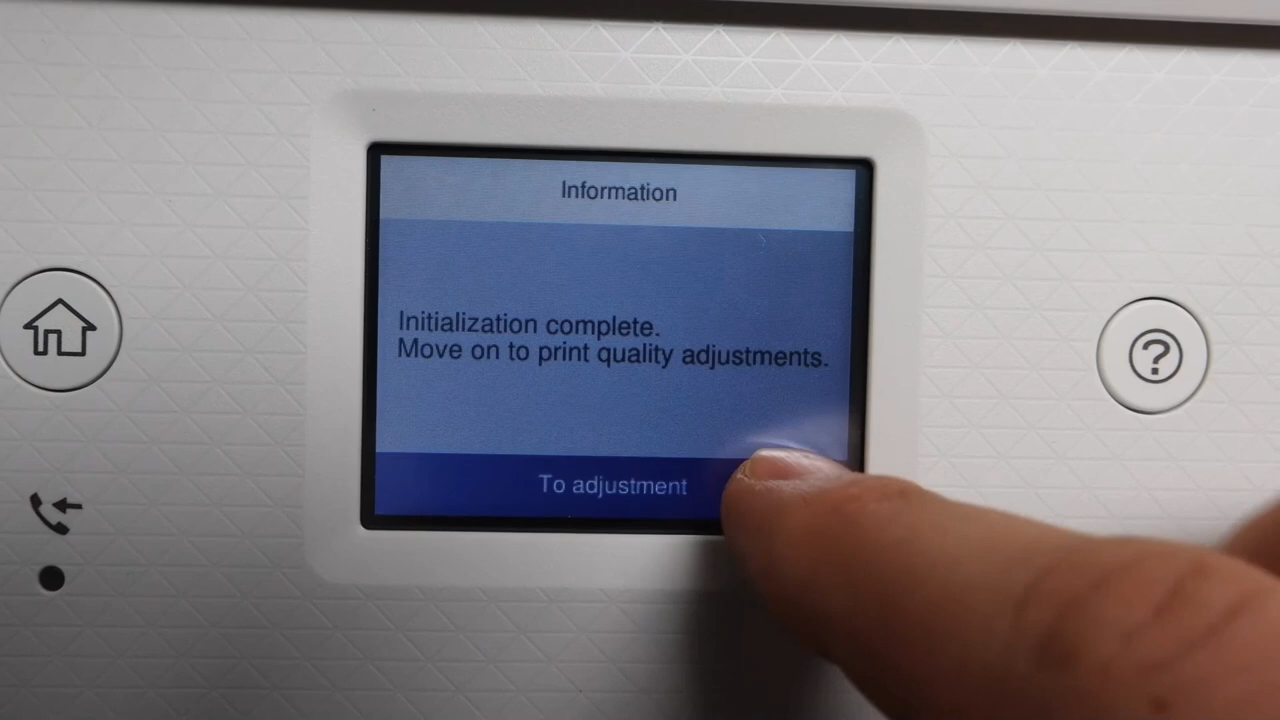 Information
Initialization complete.
Move on to print quality adjustments.
To adjustment